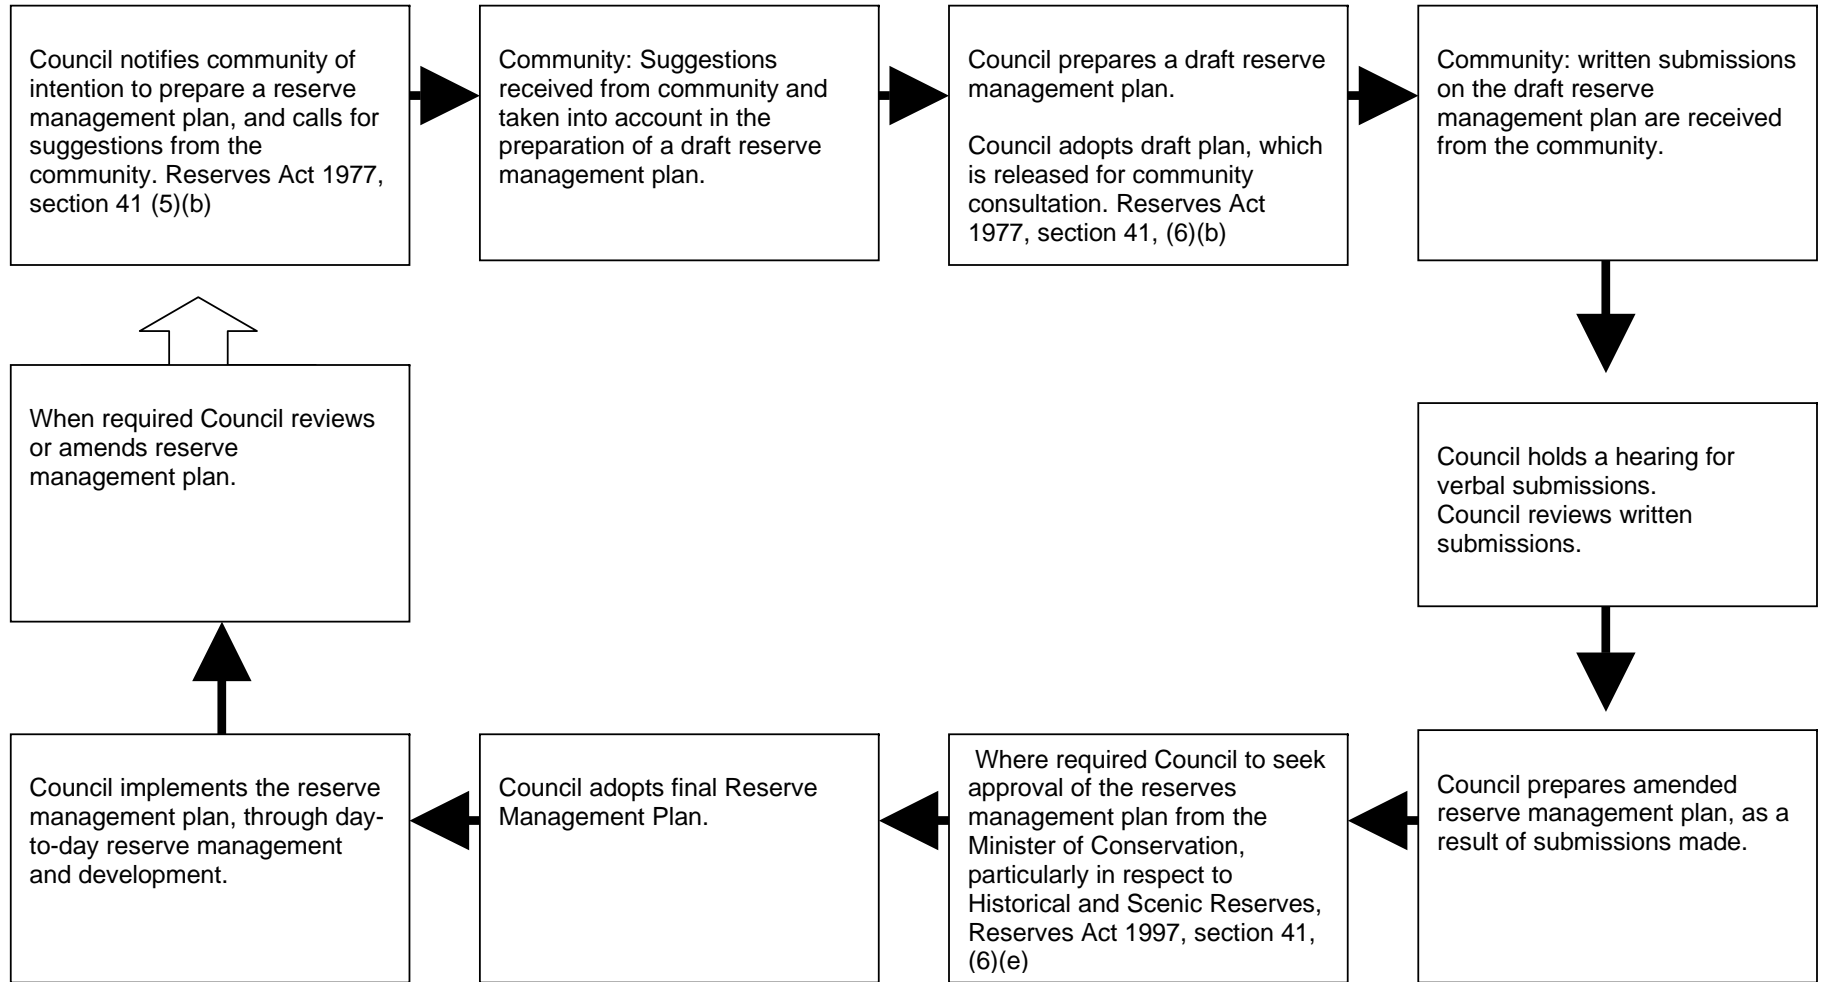 Council notifies community of
intention to prepare a reserve
management plan, and calls for
suggestions from the
community. Reserves Act 1977,
section 41 (5)(b)
Community: Suggestions
received from community and
taken into account in the
preparation of a draft reserve
management plan.
Council prepares a draft reserve
management plan.
Council adopts draft plan, which
is released for community
consultation. Reserves Act
1977, section 41, (6)(b)
Community: written submissions
on the draft reserve
management plan are received
from the community.
Council holds a hearing for
verbal submissions.
Council reviews written
submissions.
Council prepares amended
reserve management plan, as a
result of submissions made.
Where required Council to seek
approval of the reserves
management plan from the
Minister of Conservation,
particularly in respect to
Historical and Scenic Reserves,
Reserves Act 1997, section 41,
(6)(e)
Council adopts final Reserve
Management Plan.
Council implements the reserve
management plan, through day-
to-day reserve management
and development.
When required Council reviews
or amends reserve
management plan.